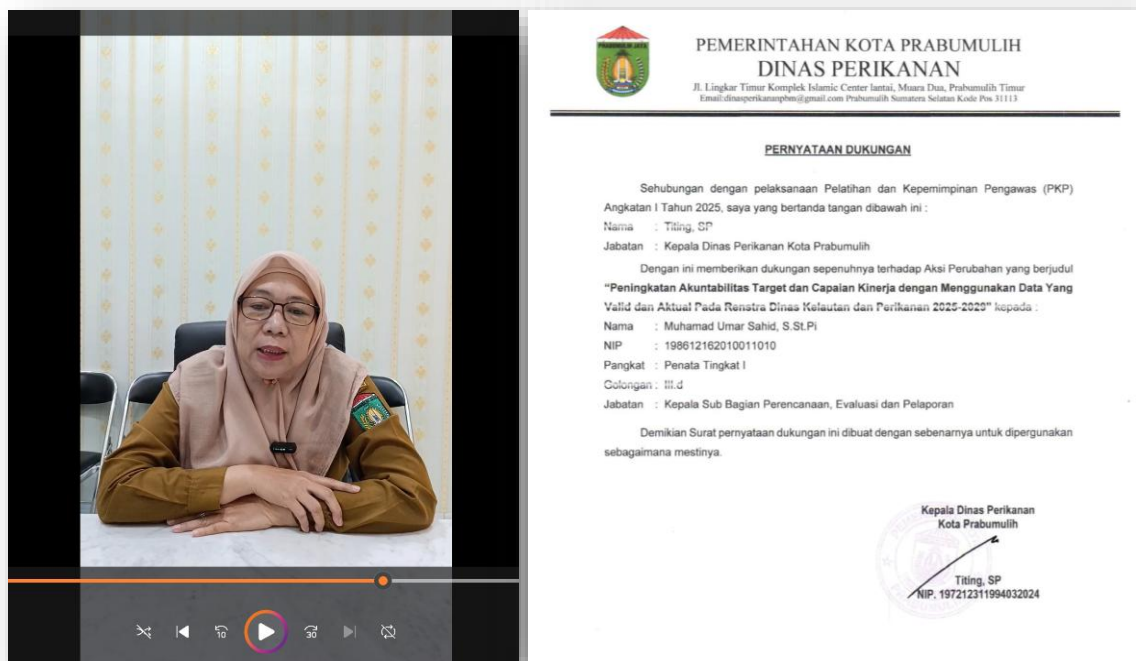 10
30
PRABUMULIH JAYA
PEMERINTAHAN KOTA PRABUMULIH
DINAS PERIKANAN
Jl. Lingkar Timur Komplek Islamic Center lantai, Muara Dua, Prabumulih Timur
Email:dinasperikananpbm@gmail.com Prabumulih Sumatera Selatan Kode Pos 31113
PERNYATAAN DUKUNGAN
Sehubungan dengan pelaksanaan Pelatihan dan Kepemimpinan Pengawas (PKP)
Angkatan I Tahun 2025, saya yang bertanda tangan dibawah ini :
Nama : Titing, SP
Jabatan : Kepala Dinas Perikanan Kota Prabumulih
Dengan ini memberikan dukungan sepenuhnya terhadap Aksi Perubahan yang berjudul
“Peningkatan Akuntabilitas Target dan Capaian Kinerja dengan Menggunakan Data Yang
Valid dan Aktual Pada Renstra Dinas Kelautan dan Perikanan 2025-2029” kepada :
Nama : Muhamad Umar Sahid, S.St.Pi
NIP : 198612162010011010
Pangkat : Penata Tingkat I
Golongan : III.d
Jabatan : Kepala Sub Bagian Perencanaan, Evaluasi dan Pelaporan
Demikian Surat pernyataan dukungan ini dibuat dengan sebenarnya untuk dipergunakan
sebagaimana mestinya.
Kepala Dinas Perikanan
Kota Prabumulih
Titing, SP
NIP. 197212311994032024